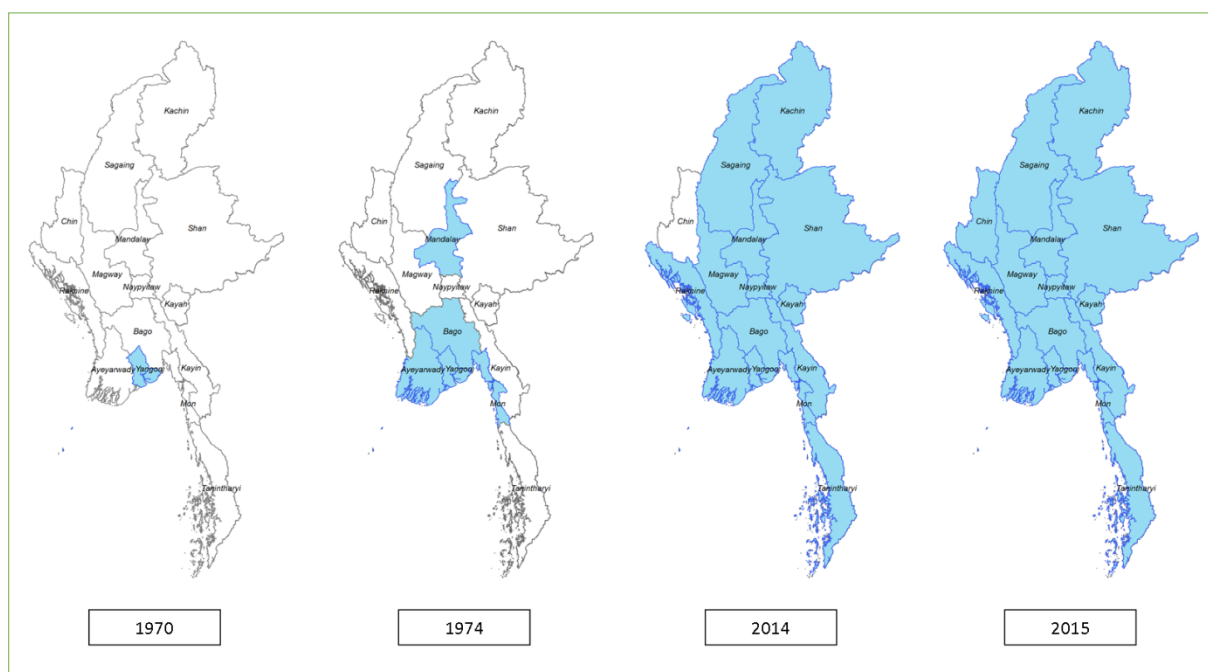 Kachin
Sagaing
Chin
Shan
Mandalay
Magway
Naypyitaw
Rakhine
Kayah
Bago
Ayeyarwady
Yangon
Kayin
Mon
Tanintharyi
1970
Kachin
Sagaing
Chin
Shan
Mandalay
Magway
Naypyitaw
Rakhine
Kayah
Bago
Ayeyarwady
Yangon
Kayin
Mon
Tanintharyi
1974
Kachin
Sagaing
Chin
Shan
Mandalay
Magway
Naypyitaw
Rakhine
Kayah
Bago
Ayeyarwady
Yangon
Kayin
Mon
Tanintharyi
2014
Kachin
Sagaing
Chin
Shan
Mandalay
Magway
Naypyitaw
Rakhine
Kayah
Bago
Ayeyarwady
Yangon
Kayin
Mon
Tanintharyi
2015